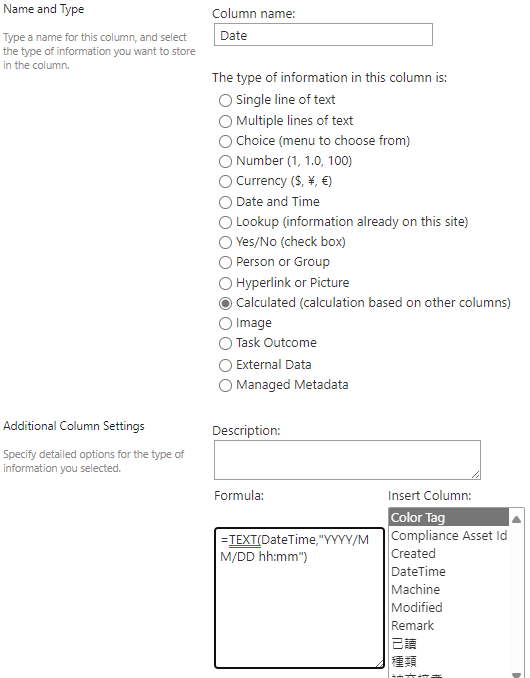 Name and Type
Type a name for this column, and select
the type of information you want to store
in the column.
Column name:
Date
The type of information in this column is:
Single line of text
Multiple lines of text
Choice (menu to choose from)
Number (1, 1.0, 100)
Currency ($, ¥, €)
Date and Time
Lookup (information already on this site)
Yes/No (check box)
Person or Group
Hyperlink or Picture
Calculated (calculation based on other columns)
Image
Task Outcome
External Data
Managed Metadata
Additional Column Settings
Specify detailed options for the type of
information you selected.
Description:
Formula:
=TEXT(DateTime,"YYYY/M
M/DD hh:mm")
Insert Column:
Color Tag
Compliance Asset Id
Created
DateTime
Machine
Modified
Remark
已讀
種類